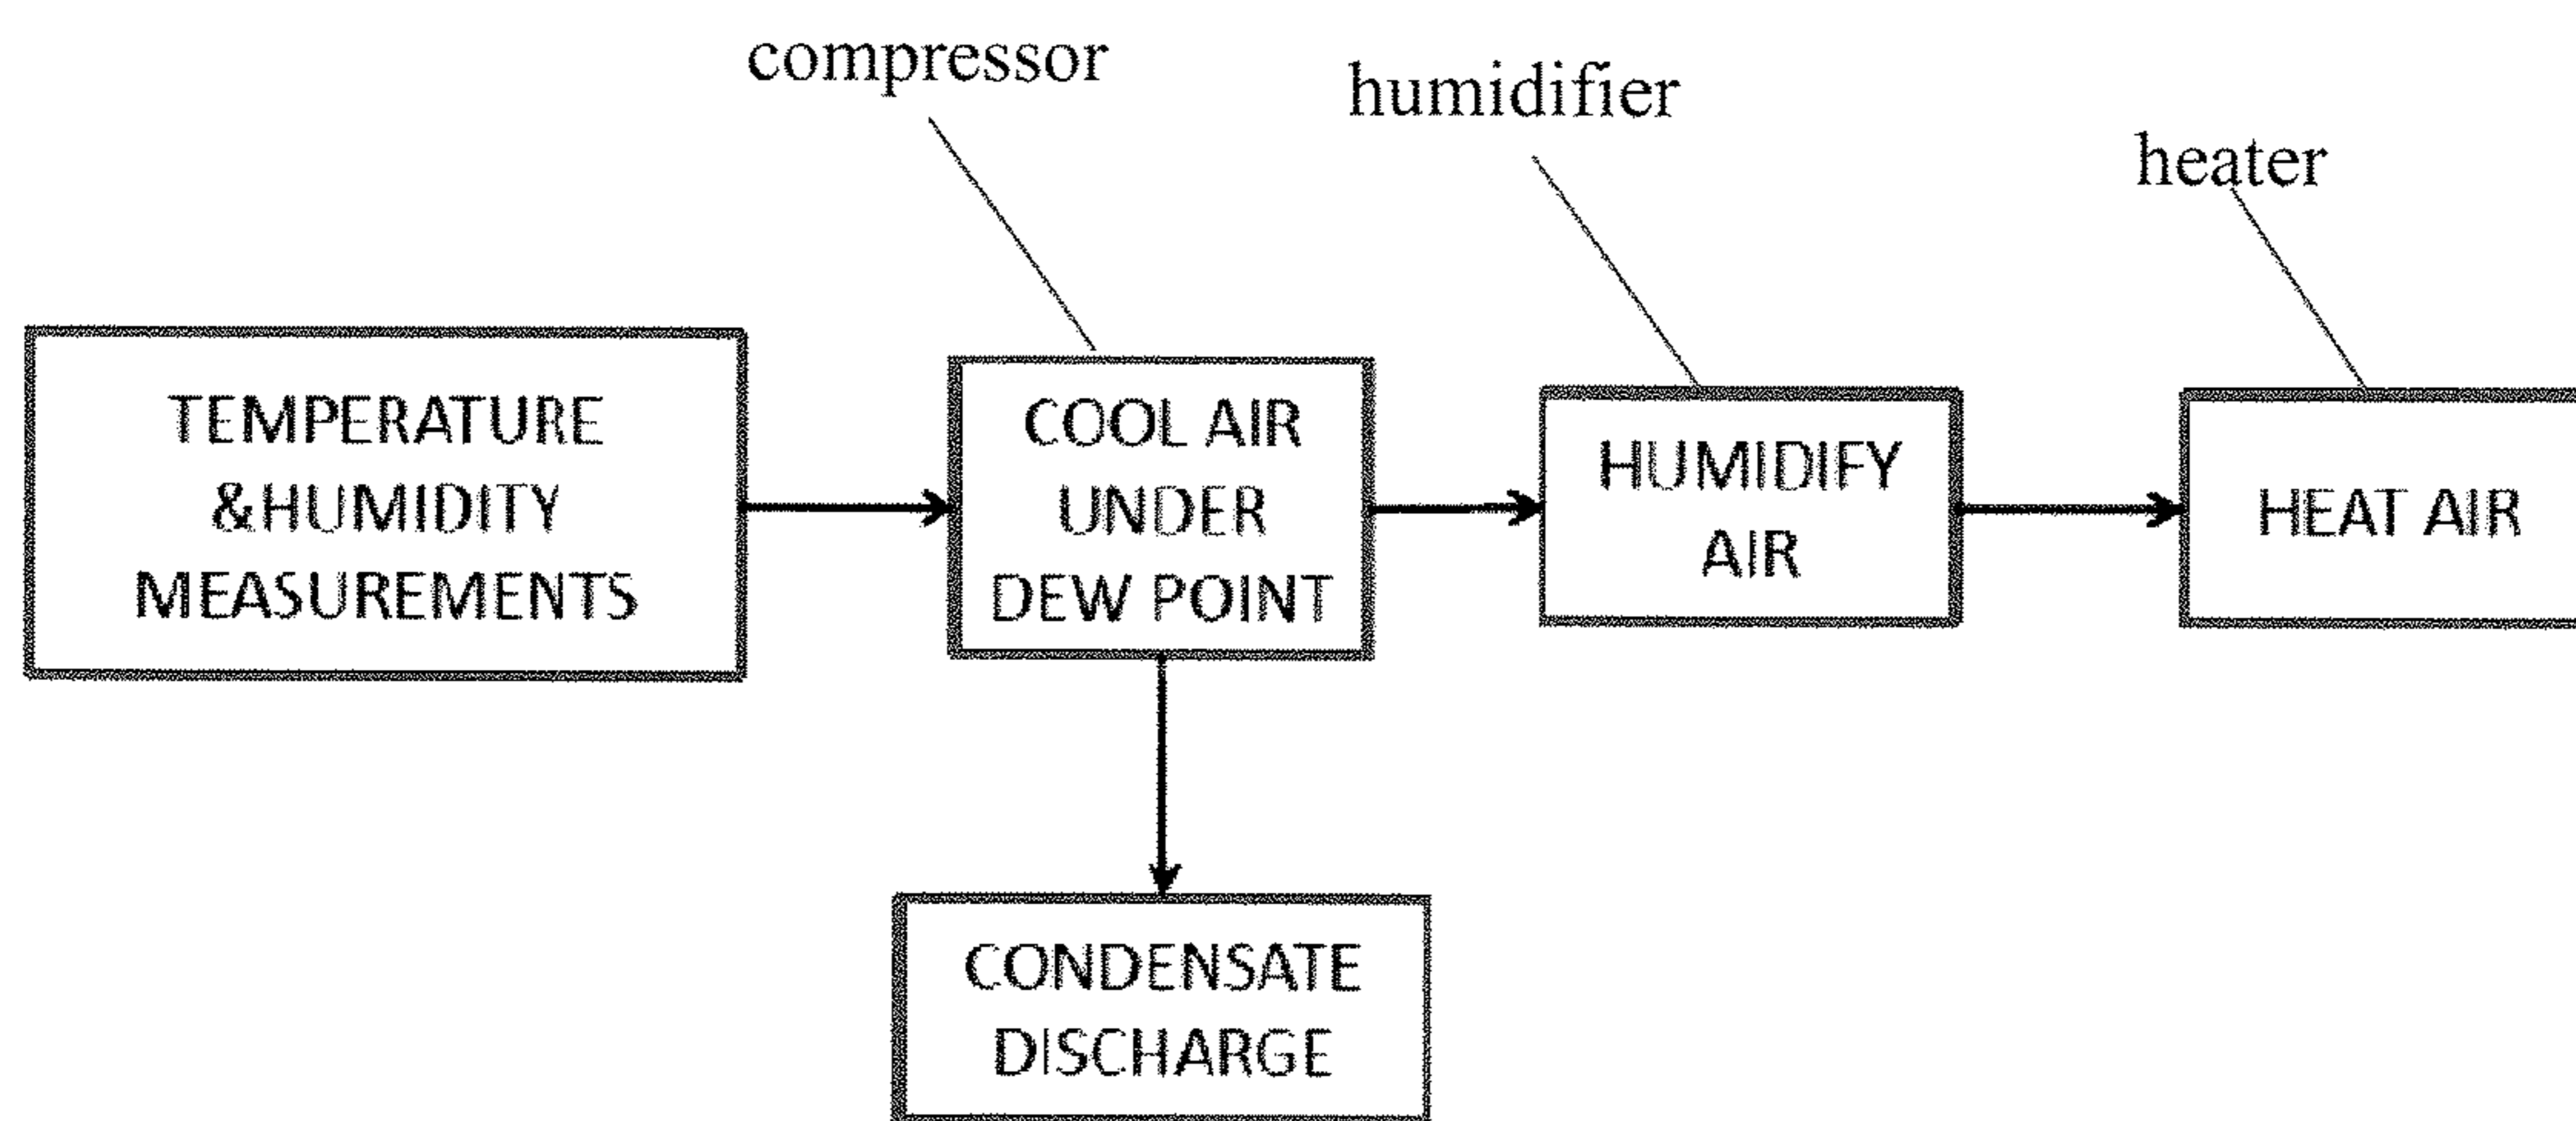 compressor
humidifier
heater
TEMPERATURE
&HUMIDITY
MEASUREMENTS
COOL AIR
UNDER
DEW POINT
HUMIDIFY
AIR
HEAT AIR
CONDENSATE
DISCHARGE